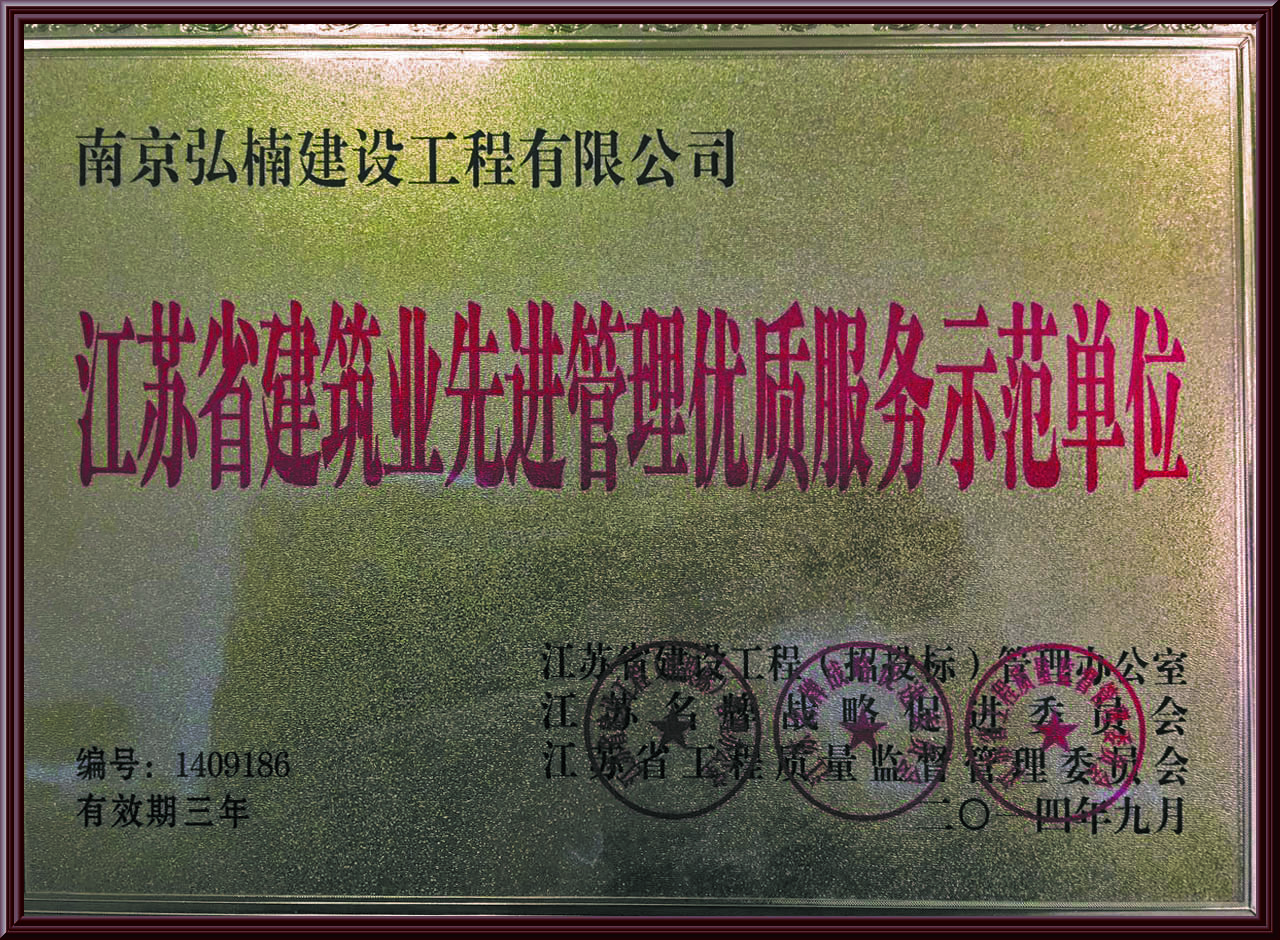 南京弘楠建设工程有限公司
江苏省建筑业先进管理优质服务示范单位
江苏省建设工程（招投标）管理办公室
江苏名牌战略促进委员会
江苏省工程质量监督管理委员会
二〇一四年九月
编号：1409186
有效期三年